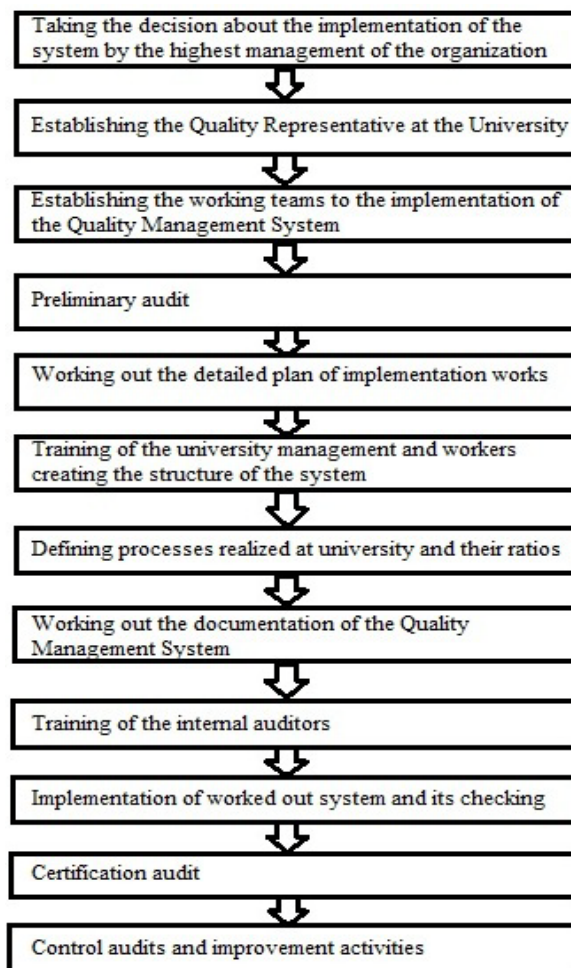 Taking the decision about the implementation of the
system by the highest management of the organization
Establishing the Quality Representative at the University
Establishing the working teams to the implementation of
the Quality Management System
Preliminary audit
Working out the detailed plan of implementation works
Training of the university management and workers
creating the structure of the system
Defining processes realized at university and their ratios
Working out the documentation of the Quality
Management System
Training of the internal auditors
Implementation of worked out system and its checking
Certification audit
Control audits and improvement activities